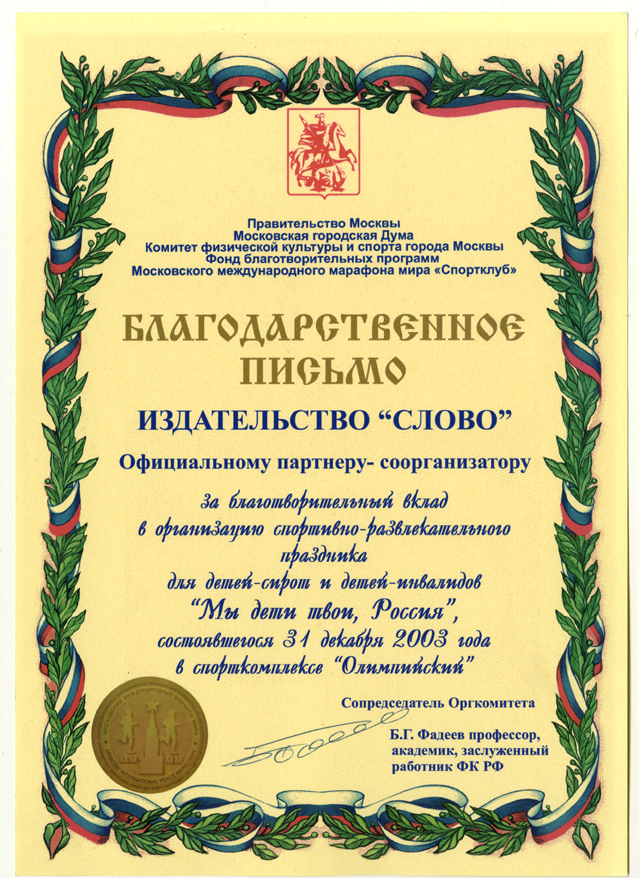 Правительство Москвы
Московская городская Дума
Комитет физической культуры и спорта города Москвы
Фонд благотворительных программ
Московского международного марафона мира «Спортклуб»
БЛАГОДАРСТВЕННОЕ
ПИСЬМО
ИЗДАТЕЛЬСТВО “СЛОВО”
Официальному партнеру- соорганизатору
за благотворительный вклад
в организацию спортивно-развлекательного
праздника
для детей-сирот и детей-инвалидов
“Мы дети твои, Россия”,
состоявшегося 31 декабря 2003 года
в спорткомплексе “Олимпийский”
Сопредседатель Оргкомитета
Б.Г. Фадеев профессор,
академик, заслуженный
работник ФК РФ